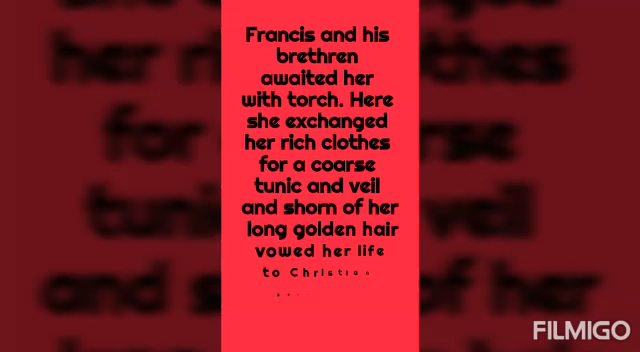 Francis and his
brethren
awaited her
with torch. Here
she exchanged
her rich clothes
for a coarse
tunic and veil
and shorn of her
long golden hair
vowed her life
to Christian
FILMIGO